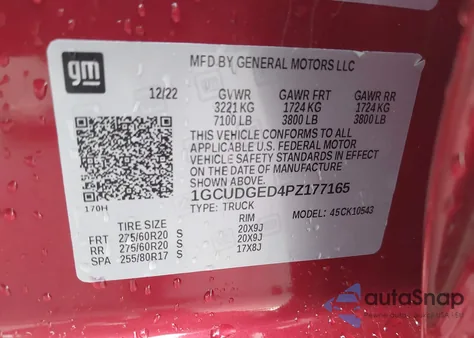 gm
MFD BY GENERAL MOTORS LLC
12/22 GVWR GAWR FRT GAWR RR
3221 KG 1724 KG 1724 KG
7100 LB 3800 LB 3800 LB
THIS VEHICLE CONFORMS TO ALL
APPLICABLE U.S. FEDERAL MOTOR
VEHICLE SAFETY STANDARDS IN EFFECT
ON THE DATE OF MANUFACTURE
SHOWN ABOVE.
1GCUDGED4PZ177165
170H TYPE: TRUCK MODEL: 45CK10543
TIRE SIZE RIM
FRT 275/60R20 S 20X9J
RR 275/60R20 S 20X9J
SPA 255/80R17 S 17X8J
autoSnap